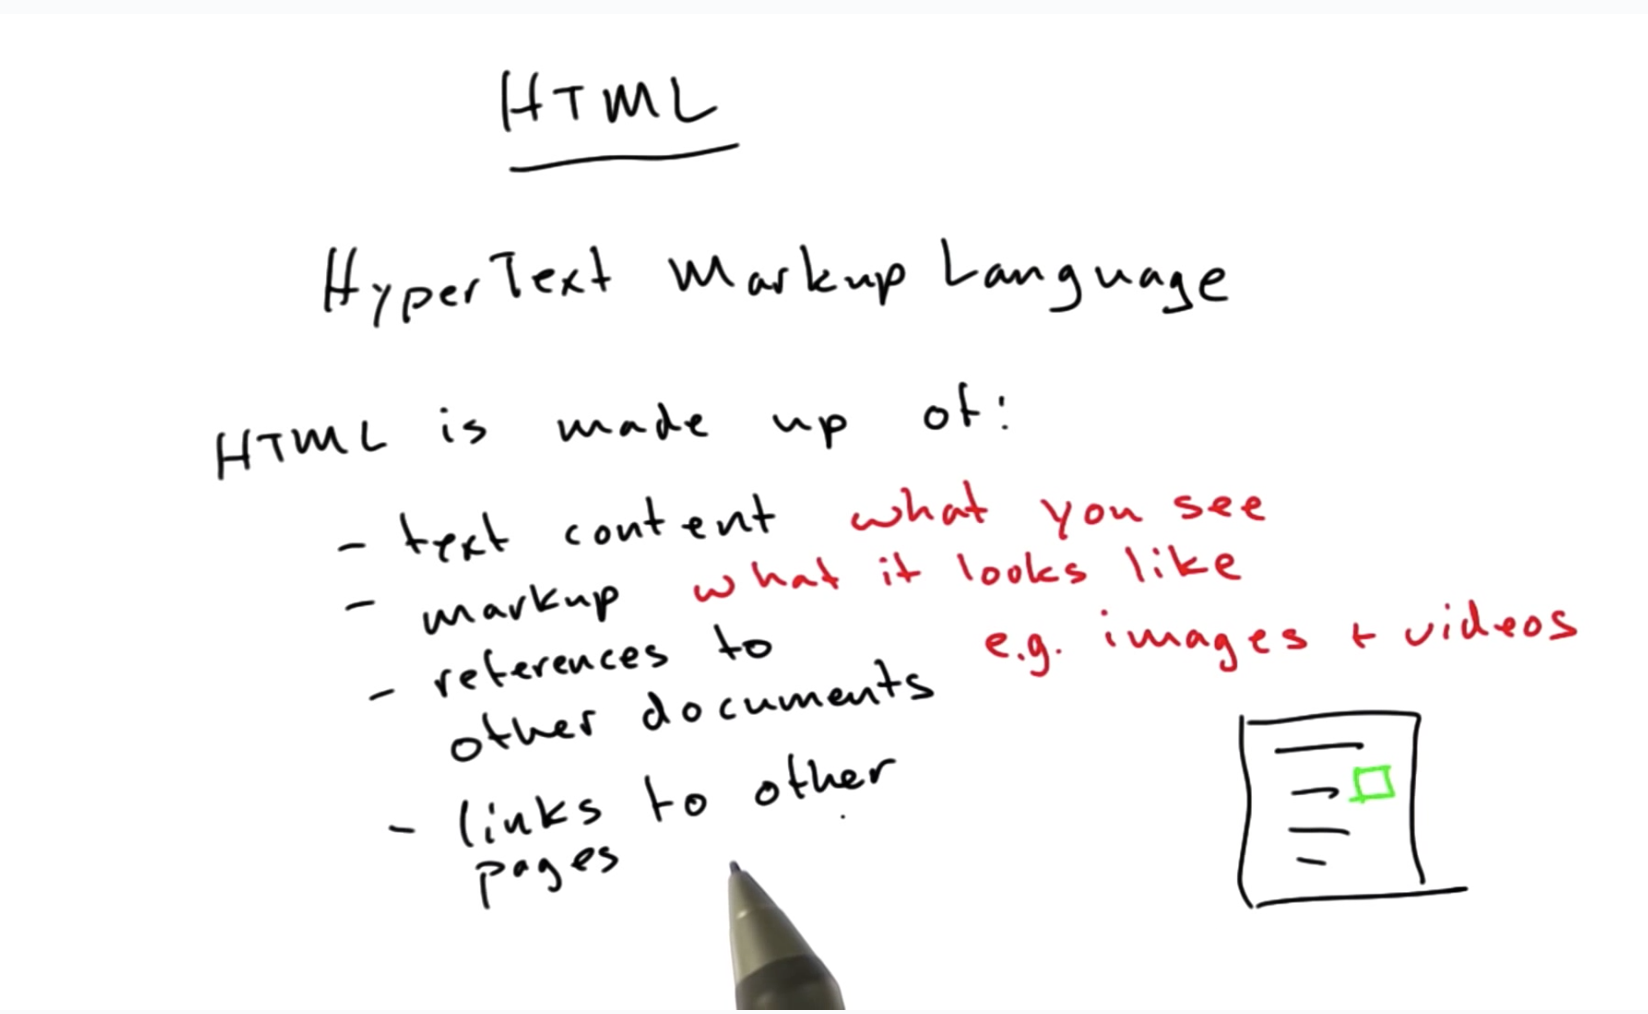 HTML
HyperText Markup Language
HTML is made up of:
- text content what you see
- markup what it looks like
- references to e.g. images + videos
other documents
- links to other
pages